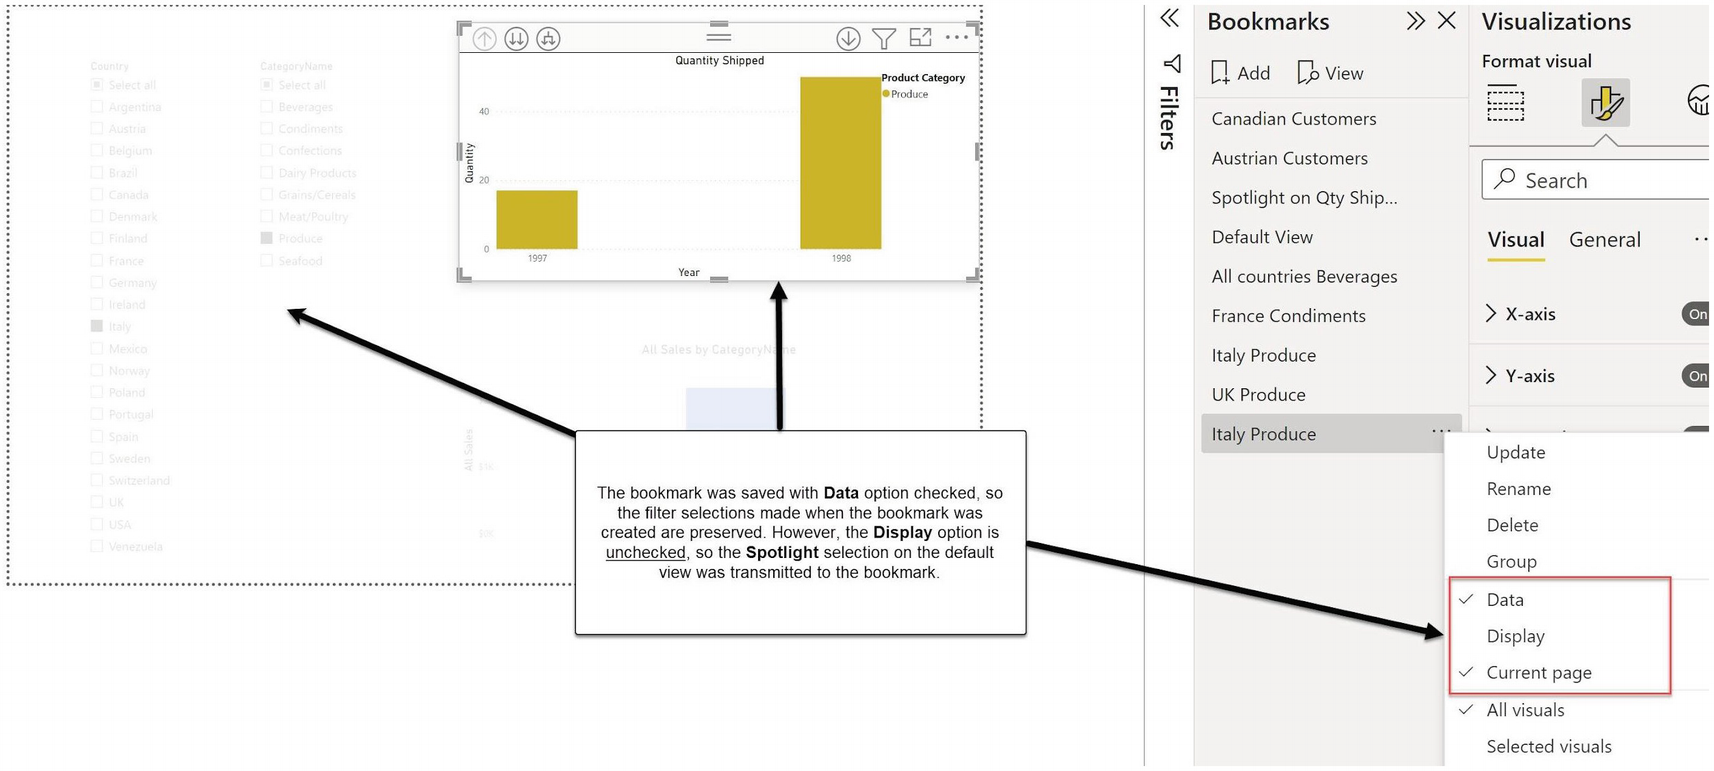 Country
Select all
Argentina
Austria
Belgium
Brazil
Canada
Denmark
Finland
France
Germany
Ireland
Italy
Mexico
Norway
Poland
Portugal
Spain
Sweden
Switzerland
UK
USA
Venezuela
CategoryName
Select all
Beverages
Condiments
Confections
Dairy Products
Grains/Cereals
Meat/Poultry
Produce
Seafood
Quantity Shipped
Product Category
Produce
Quantity
40
20
0
1997
1998
Year
All Sales by CategoryName
All Sales
The bookmark was saved with Data option checked, so
the filter selections made when the bookmark was
created are preserved. However, the Display option is
unchecked, so the Spotlight selection on the default
view was transmitted to the bookmark.
Filters
Bookmarks
Add
View
Canadian Customers
Austrian Customers
Spotlight on Qty Ship...
Default View
All countries Beverages
France Condiments
Italy Produce
UK Produce
Italy Produce
Update
Rename
Delete
Group
Data
Display
Current page
All visuals
Selected visuals
Visualizations
Format visual
Search
Visual General
X-axis On
Y-axis On